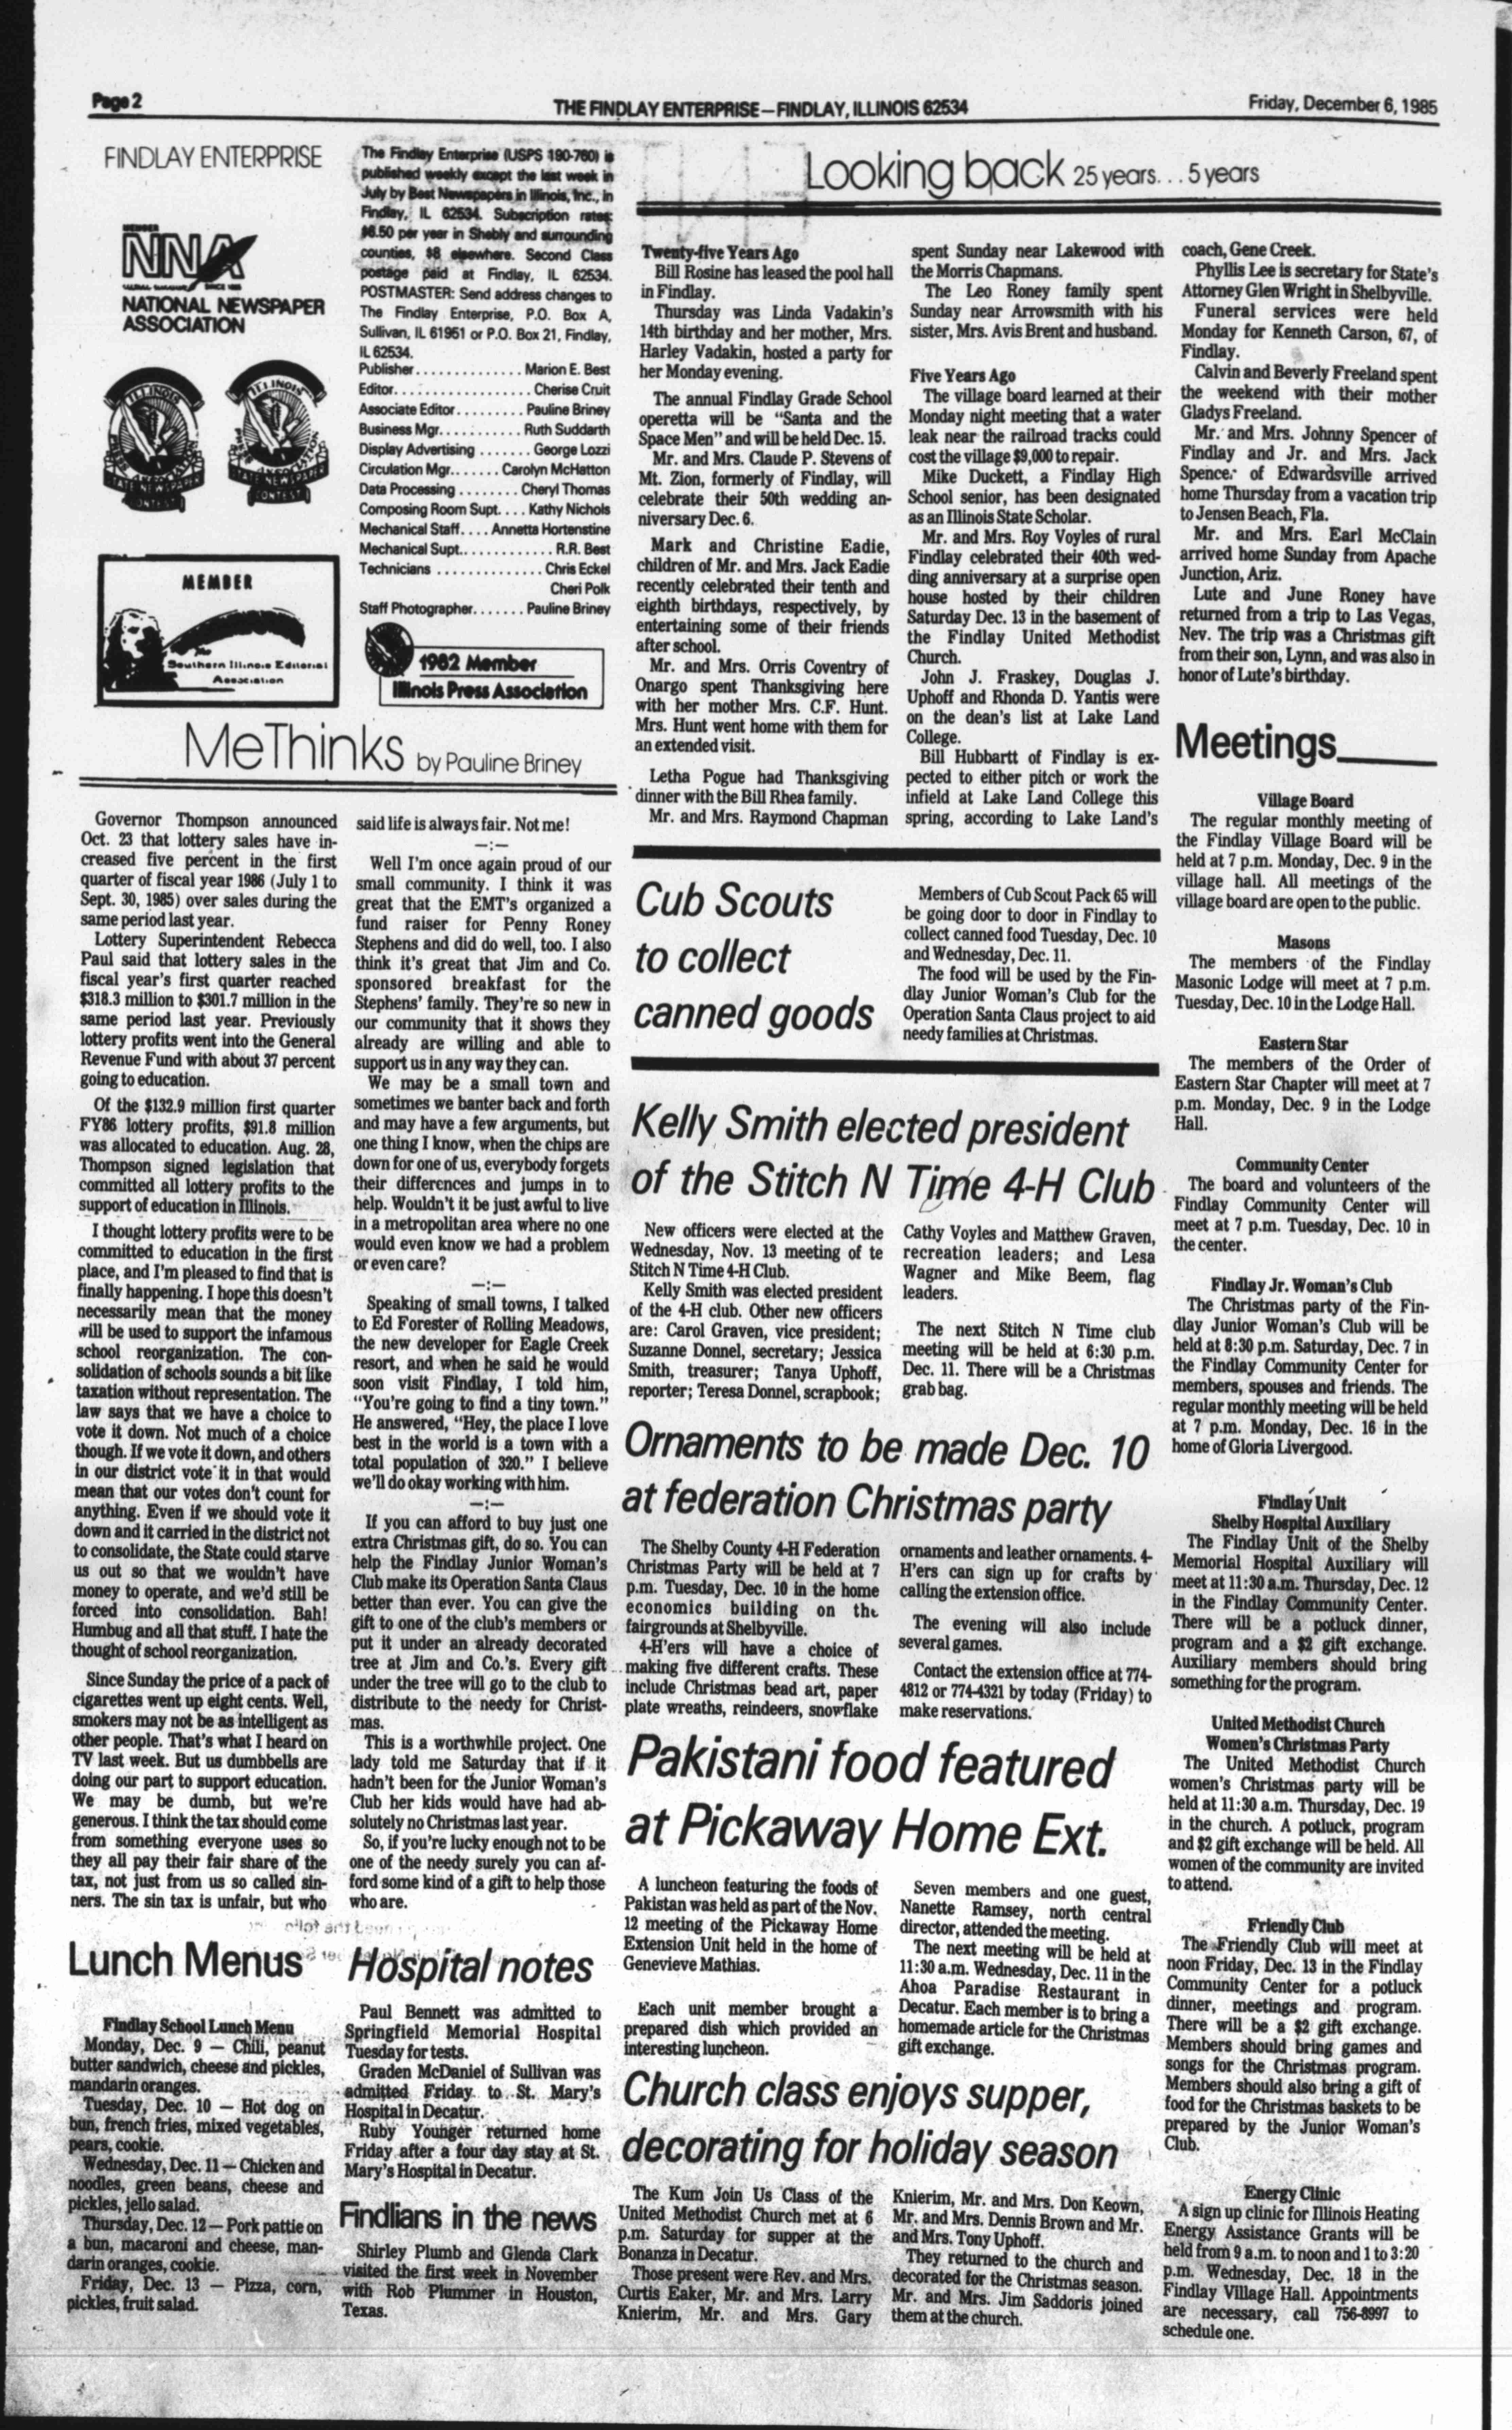 Page 2
THE FINDLAY ENTERPRISE—FINDLAY, ILLINOIS 62534
Friday, December 6, 1985
FINDLAY ENTERPRISE
MEMBER
NNA
SINCE 1885
NATIONAL NEWSPAPER
ASSOCIATION
ILLINOIS
ILLINOIS
CONTEST
CONTEST
MEMBER
The
Southern Illinois Editorial
Association
The Findlay Enterprise (USPS 190-760) is
published weekly except the last week in
July by Best Newspapers in Illinois, Inc., in
Findlay, IL 62534. Subscription rates:
$6.50 per year in Shebly and surrounding
counties, $8 elsewhere. Second Class
postage paid at Findlay, IL 62534.
POSTMASTER: Send address changes to
The Findlay Enterprise, P.O. Box A,
Sullivan, IL 61951 or P.O. Box 21, Findlay,
IL 62534.
Publisher.............. Marion E. Best
Editor.................. Cherise Cruit
Associate Editor......... Pauline Briney
Business Mgr........... Ruth Suddarth
Display Advertising ....... George Lozzi
Circulation Mgr...... Carolyn McHatton
Data Processing ........ Cheryl Thomas
Composing Room Supt.... Kathy Nichols
Mechanical Staff.... Annetta Hortenstine
Mechanical Supt............. R.R. Best
Technicians .............. Chris Eckel
Cheri Polk
Staff Photographer....... Pauline Briney
1982 Member
Illinois Press Association
MeThinks by Pauline Briney
Governor Thompson announced
Oct. 23 that lottery sales have in-
creased five percent in the first
quarter of fiscal year 1986 (July 1 to
Sept. 30, 1985) over sales during the
same period last year.
Lottery Superintendent Rebecca
Paul said that lottery sales in the
fiscal year's first quarter reached
$318.3 million to $301.7 million in the
same period last year. Previously
lottery profits went into the General
Revenue Fund with about 37 percent
going to education.
Of the $132.9 million first quarter
FY86 lottery profits, $91.8 million
was allocated to education. Aug. 28,
Thompson signed legislation that
committed all lottery profits to the
support of education in Illinois.
I thought lottery profits were to be
committed to education in the first
place, and I'm pleased to find that is
finally happening. I hope this doesn't
necessarily mean that the money
will be used to support the infamous
school reorganization. The con-
solidation of schools sounds a bit like
taxation without representation. The
law says that we have a choice to
vote it down. Not much of a choice
though. If we vote it down, and others
in our district vote it in that would
mean that our votes don't count for
anything. Even if we should vote it
down and it carried in the district not
to consolidate, the State could starve
us out so that we wouldn't have
money to operate, and we'd still be
forced into consolidation. Bah!
Humbug and all that stuff. I hate the
thought of school reorganization.
Since Sunday the price of a pack of
cigarettes went up eight cents. Well,
smokers may not be as intelligent as
other people. That's what I heard on
TV last week. But us dumbbells are
doing our part to support education.
We may be dumb, but we're
generous. I think the tax should come
from something everyone uses so
they all pay their fair share of the
tax, not just from us so called sin-
ners. The sin tax is unfair, but who
said life is always fair. Not me!
—:—
Well I'm once again proud of our
small community. I think it was
great that the EMT's organized a
fund raiser for Penny Roney
Stephens and did do well, too. I also
think it's great that Jim and Co.
sponsored breakfast for the
Stephens' family. They're so new in
our community that it shows they
already are willing and able to
support us in any way they can.
We may be a small town and
sometimes we banter back and forth
and may have a few arguments, but
one thing I know, when the chips are
down for one of us, everybody forgets
their differences and jumps in to
help. Wouldn't it be just awful to live
in a metropolitan area where no one
would even know we had a problem
or even care?
—:—
Speaking of small towns, I talked
to Ed Forester of Rolling Meadows,
the new developer for Eagle Creek
resort, and when he said he would
soon visit Findlay, I told him,
“You're going to find a tiny town.”
He answered, “Hey, the place I love
best in the world is a town with a
total population of 320.” I believe
we'll do okay working with him.
—:—
If you can afford to buy just one
extra Christmas gift, do so. You can
help the Findlay Junior Woman's
Club make its Operation Santa Claus
better than ever. You can give the
gift to one of the club's members or
put it under an already decorated
tree at Jim and Co.'s. Every gift
under the tree will go to the club to
distribute to the needy for Christ-
mas.
This is a worthwhile project. One
lady told me Saturday that if it
hadn't been for the Junior Woman's
Club her kids would have had ab-
solutely no Christmas last year.
So, if you're lucky enough not to be
one of the needy surely you can af-
ford some kind of a gift to help those
who are.
Lunch Menus
Findlay School Lunch Menu
Monday, Dec. 9 — Chili, peanut
butter sandwich, cheese and pickles,
mandarin oranges.
Tuesday, Dec. 10 — Hot dog on
bun, french fries, mixed vegetables,
pears, cookie.
Wednesday, Dec. 11 — Chicken and
noodles, green beans, cheese and
pickles, jello salad.
Thursday, Dec. 12 — Pork pattie on
a bun, macaroni and cheese, man-
darin oranges, cookie.
Friday, Dec. 13 — Pizza, corn,
pickles, fruit salad.
Hospital notes
Paul Bennett was admitted to
Springfield Memorial Hospital
Tuesday for tests.
Graden McDaniel of Sullivan was
admitted Friday to St. Mary's
Hospital in Decatur.
Ruby Younger returned home
Friday after a four day stay at St.
Mary's Hospital in Decatur.
Findlians in the news
Shirley Plumb and Glenda Clark
visited the first week in November
with Rob Plummer in Houston,
Texas.
Looking back 25 years... 5 years
Twenty-five Years Ago
Bill Rosine has leased the pool hall
in Findlay.
Thursday was Linda Vadakin's
14th birthday and her mother, Mrs.
Harley Vadakin, hosted a party for
her Monday evening.
The annual Findlay Grade School
operetta will be “Santa and the
Space Men” and will be held Dec. 15.
Mr. and Mrs. Claude P. Stevens of
Mt. Zion, formerly of Findlay, will
celebrate their 50th wedding an-
niversary Dec. 6.
Mark and Christine Eadie,
children of Mr. and Mrs. Jack Eadie
recently celebrated their tenth and
eighth birthdays, respectively, by
entertaining some of their friends
after school.
Mr. and Mrs. Orris Coventry of
Onargo spent Thanksgiving here
with her mother Mrs. C.F. Hunt.
Mrs. Hunt went home with them for
an extended visit.
Letha Pogue had Thanksgiving
dinner with the Bill Rhea family.
Mr. and Mrs. Raymond Chapman
spent Sunday near Lakewood with
the Morris Chapmans.
The Leo Roney family spent
Sunday near Arrowsmith with his
sister, Mrs. Avis Brent and husband.
Five Years Ago
The village board learned at their
Monday night meeting that a water
leak near the railroad tracks could
cost the village $9,000 to repair.
Mike Duckett, a Findlay High
School senior, has been designated
as an Illinois State Scholar.
Mr. and Mrs. Roy Voyles of rural
Findlay celebrated their 40th wed-
ding anniversary at a surprise open
house hosted by their children
Saturday Dec. 13 in the basement of
the Findlay United Methodist
Church.
John J. Fraskey, Douglas J.
Uphoff and Rhonda D. Yantis were
on the dean's list at Lake Land
College.
Bill Hubbartt of Findlay is ex-
pected to either pitch or work the
infield at Lake Land College this
spring, according to Lake Land's
coach, Gene Creek.
Phyllis Lee is secretary for State's
Attorney Glen Wright in Shelbyville.
Funeral services were held
Monday for Kenneth Carson, 67, of
Findlay.
Calvin and Beverly Freeland spent
the weekend with their mother
Gladys Freeland.
Mr. and Mrs. Johnny Spencer of
Findlay and Jr. and Mrs. Jack
Spencer of Edwardsville arrived
home Thursday from a vacation trip
to Jensen Beach, Fla.
Mr. and Mrs. Earl McClain
arrived home Sunday from Apache
Junction, Ariz.
Lute and June Roney have
returned from a trip to Las Vegas,
Nev. The trip was a Christmas gift
from their son, Lynn, and was also in
honor of Lute's birthday.
Cub Scouts
to collect
canned goods
Members of Cub Scout Pack 65 will
be going door to door in Findlay to
collect canned food Tuesday, Dec. 10
and Wednesday, Dec. 11.
The food will be used by the Fin-
dlay Junior Woman's Club for the
Operation Santa Claus project to aid
needy families at Christmas.
Kelly Smith elected president
of the Stitch N Time 4-H Club
New officers were elected at the
Wednesday, Nov. 13 meeting of te
Stitch N Time 4-H Club.
Kelly Smith was elected president
of the 4-H club. Other new officers
are: Carol Graven, vice president;
Suzanne Donnel, secretary; Jessica
Smith, treasurer; Tanya Uphoff,
reporter; Teresa Donnel, scrapbook;
Cathy Voyles and Matthew Graven,
recreation leaders; and Lesa
Wagner and Mike Beem, flag
leaders.
The next Stitch N Time club
meeting will be held at 6:30 p.m.
Dec. 11. There will be a Christmas
grab bag.
Ornaments to be made Dec. 10
at federation Christmas party
The Shelby County 4-H Federation
Christmas Party will be held at 7
p.m. Tuesday, Dec. 10 in the home
economics building on the
fairgrounds at Shelbyville.
4-H'ers will have a choice of
making five different crafts. These
include Christmas bead art, paper
plate wreaths, reindeers, snowflake
ornaments and leather ornaments. 4-
H'ers can sign up for crafts by
calling the extension office.
The evening will also include
several games.
Contact the extension office at 774-
4812 or 774-4321 by today (Friday) to
make reservations.
Pakistani food featured
at Pickaway Home Ext.
A luncheon featuring the foods of
Pakistan was held as part of the Nov.
12 meeting of the Pickaway Home
Extension Unit held in the home of
Genevieve Mathias.
Each unit member brought a
prepared dish which provided an
interesting luncheon.
Seven members and one guest,
Nanette Ramsey, north central
director, attended the meeting.
The next meeting will be held at
11:30 a.m. Wednesday, Dec. 11 in the
Ahoa Paradise Restaurant in
Decatur. Each member is to bring a
homemade article for the Christmas
gift exchange.
Church class enjoys supper,
decorating for holiday season
The Kum Join Us Class of the
United Methodist Church met at 6
p.m. Saturday for supper at the
Bonanza in Decatur.
Those present were Rev. and Mrs.
Curtis Eaker, Mr. and Mrs. Larry
Knierim, Mr. and Mrs. Gary
Knierim, Mr. and Mrs. Don Keown,
Mr. and Mrs. Dennis Brown and Mr.
and Mrs. Tony Uphoff.
They returned to the church and
decorated for the Christmas season.
Mr. and Mrs. Jim Saddoris joined
them at the church.
Meetings
Village Board
The regular monthly meeting of
the Findlay Village Board will be
held at 7 p.m. Monday, Dec. 9 in the
village hall. All meetings of the
village board are open to the public.
Masons
The members of the Findlay
Masonic Lodge will meet at 7 p.m.
Tuesday, Dec. 10 in the Lodge Hall.
Eastern Star
The members of the Order of
Eastern Star Chapter will meet at 7
p.m. Monday, Dec. 9 in the Lodge
Hall.
Community Center
The board and volunteers of the
Findlay Community Center will
meet at 7 p.m. Tuesday, Dec. 10 in
the center.
Findlay Jr. Woman's Club
The Christmas party of the Fin-
dlay Junior Woman's Club will be
held at 8:30 p.m. Saturday, Dec. 7 in
the Findlay Community Center for
members, spouses and friends. The
regular monthly meeting will be held
at 7 p.m. Monday, Dec. 16 in the
home of Gloria Livergood.
Findlay Unit
Shelby Hospital Auxiliary
The Findlay Unit of the Shelby
Memorial Hospital Auxiliary will
meet at 11:30 a.m. Thursday, Dec. 12
in the Findlay Community Center.
There will be a potluck dinner,
program and a $2 gift exchange.
Auxiliary members should bring
something for the program.
United Methodist Church
Women's Christmas Party
The United Methodist Church
women's Christmas party will be
held at 11:30 a.m. Thursday, Dec. 19
in the church. A potluck, program
and $2 gift exchange will be held. All
women of the community are invited
to attend.
Friendly Club
The Friendly Club will meet at
noon Friday, Dec. 13 in the Findlay
Community Center for a potluck
dinner, meetings and program.
There will be a $2 gift exchange.
Members should bring games and
songs for the Christmas program.
Members should also bring a gift of
food for the Christmas baskets to be
prepared by the Junior Woman's
Club.
Energy Clinic
A sign up clinic for Illinois Heating
Energy Assistance Grants will be
held from 9 a.m. to noon and 1 to 3:20
p.m. Wednesday, Dec. 18 in the
Findlay Village Hall. Appointments
are necessary, call 756-8997 to
schedule one.